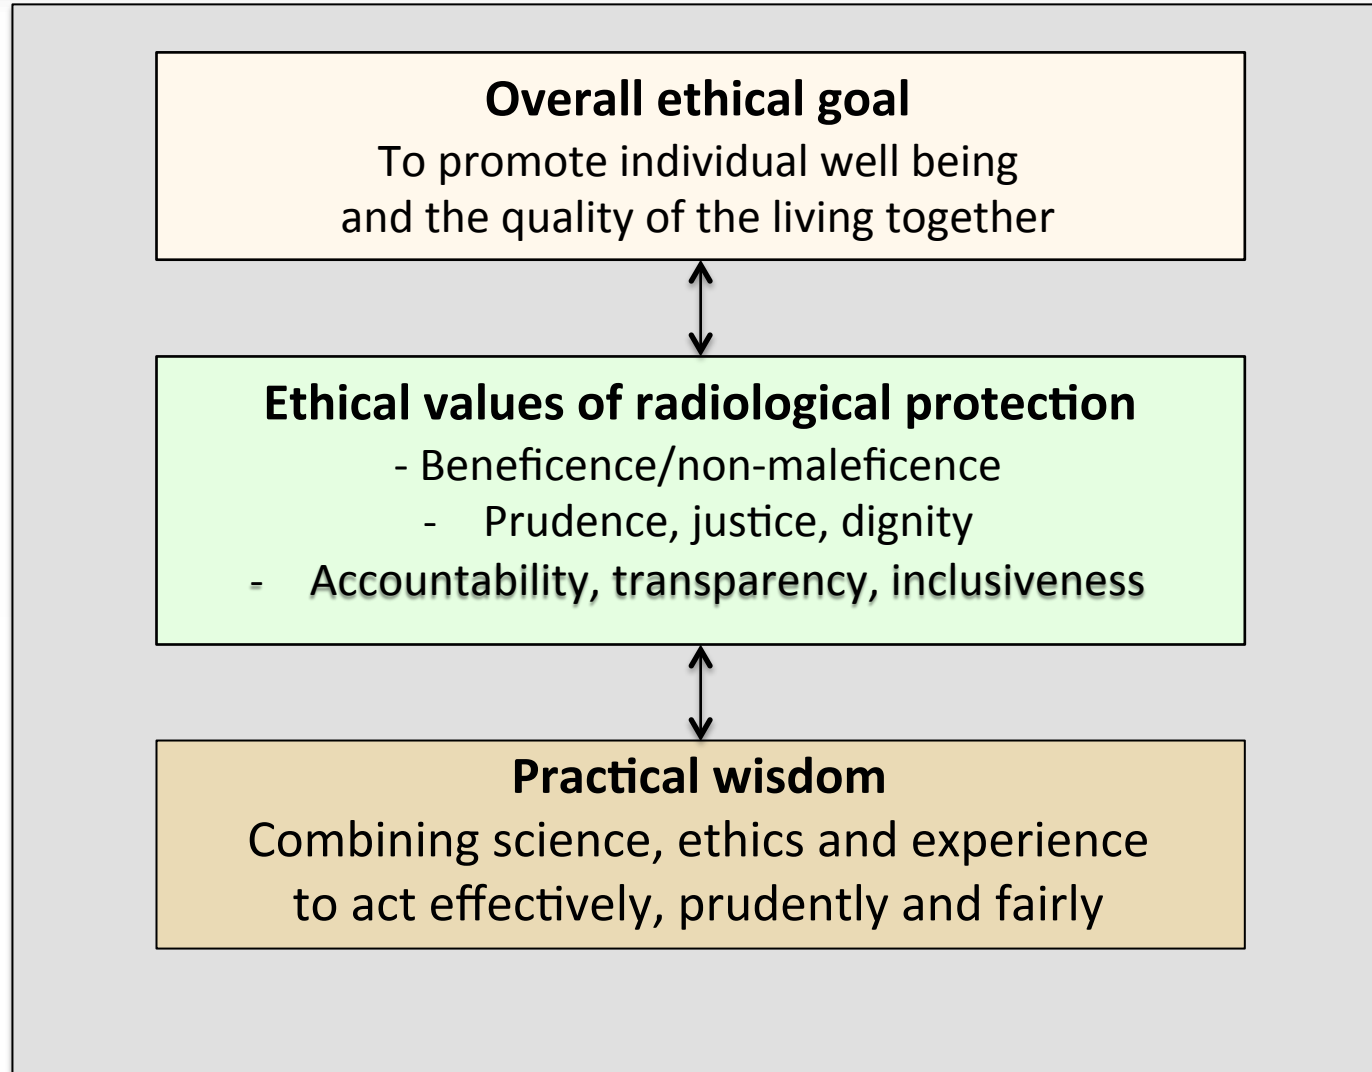 Overall ethical goal
To promote individual well being
and the quality of the living together
Ethical values of radiological protection
- Beneficence/non-maleficence
- Prudence, justice, dignity
- Accountability, transparency, inclusiveness
Practical wisdom
Combining science, ethics and experience
to act effectively, prudently and fairly